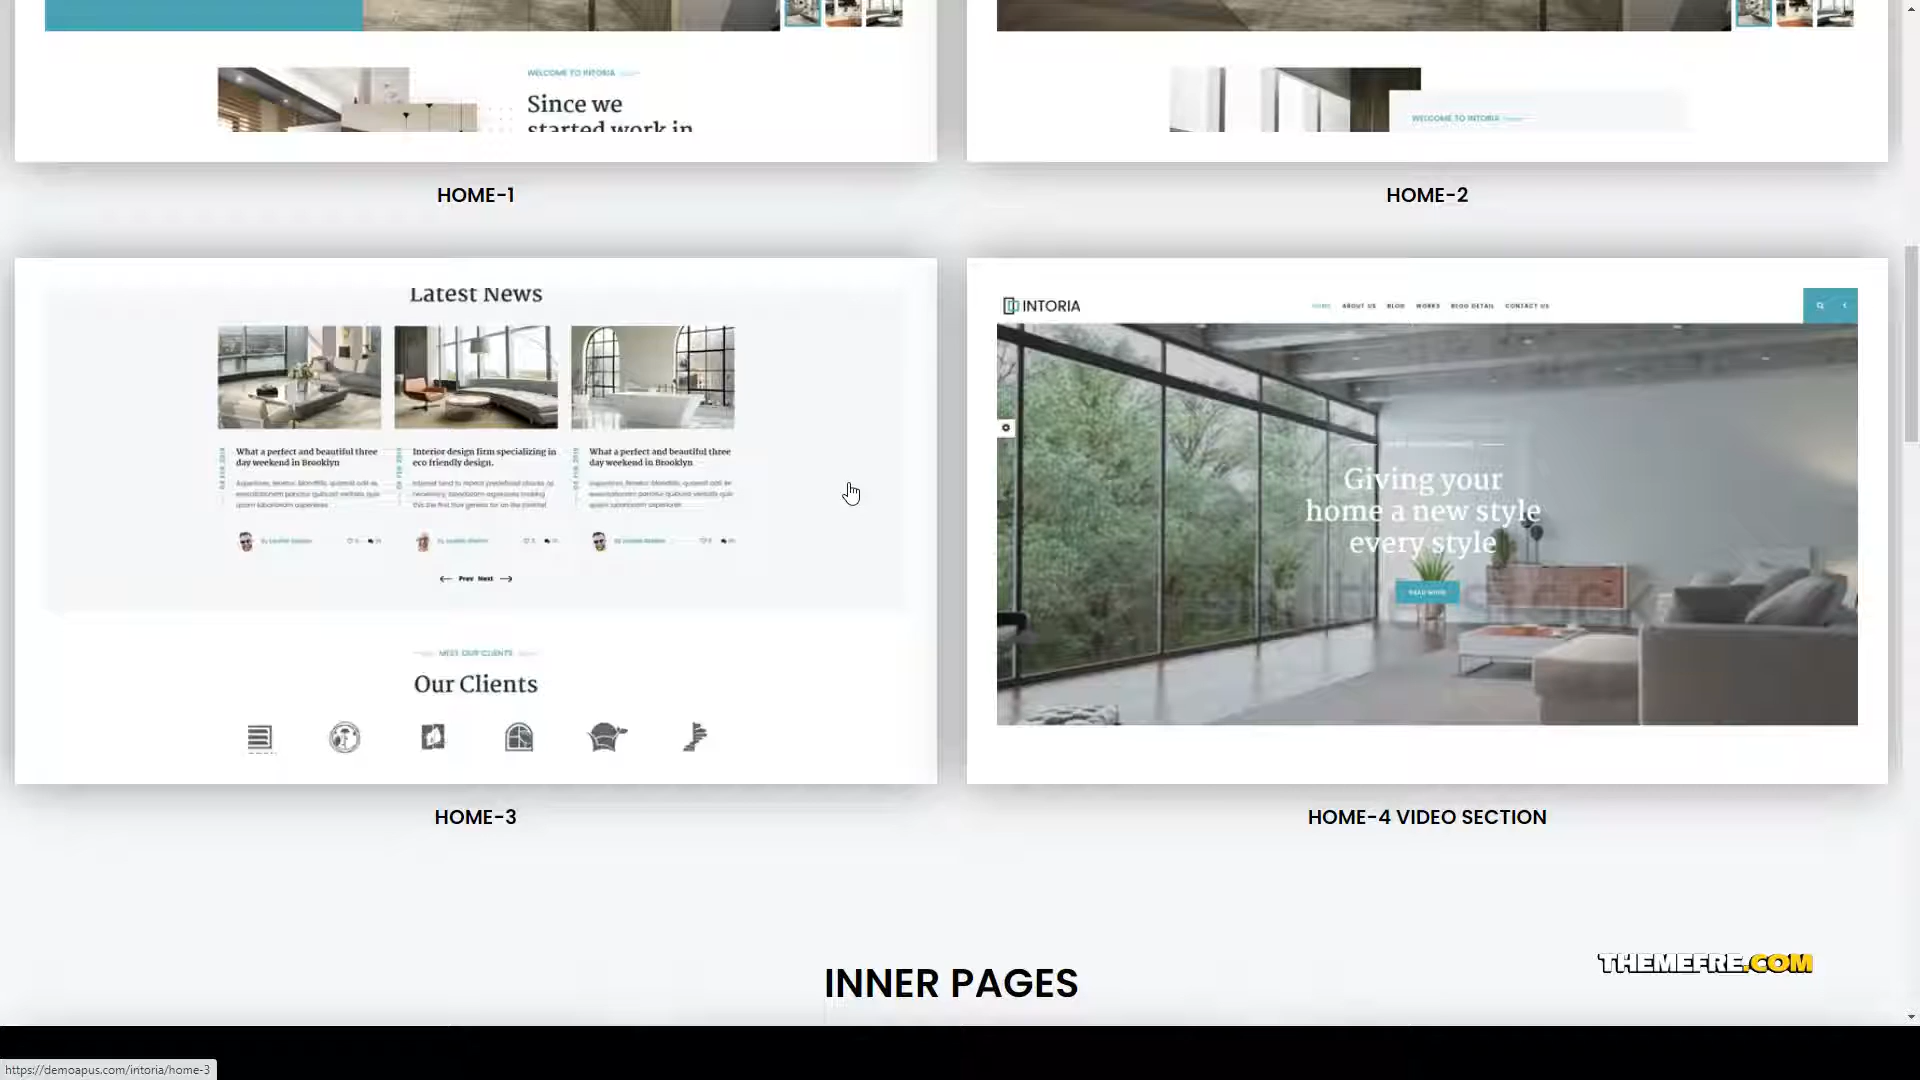 WELCOME TO INTORIA
Since we
started work in
WELCOME TO INTORIA
HOME-1
HOME-2
Latest News
What a perfect and beautiful three
day weekend in Brooklyn
Interior design firm specializing in
eco friendly design.
What a perfect and beautiful three
day weekend in Brooklyn
Prev Next
MEET OUR CLIENTS
Our Clients
INTORIA
HOME ABOUT US BLOG WORKS BLOG DETAIL CONTACT US
Giving your
home a new style
every style
READ MORE
HOME-3
HOME-4 VIDEO SECTION
INNER PAGES
THEMEFRE.COM
https://demoapus.com/intoria/home-3